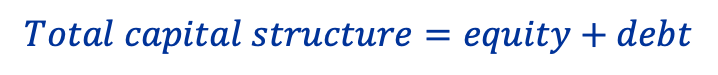 Total capital structure = equity + debt